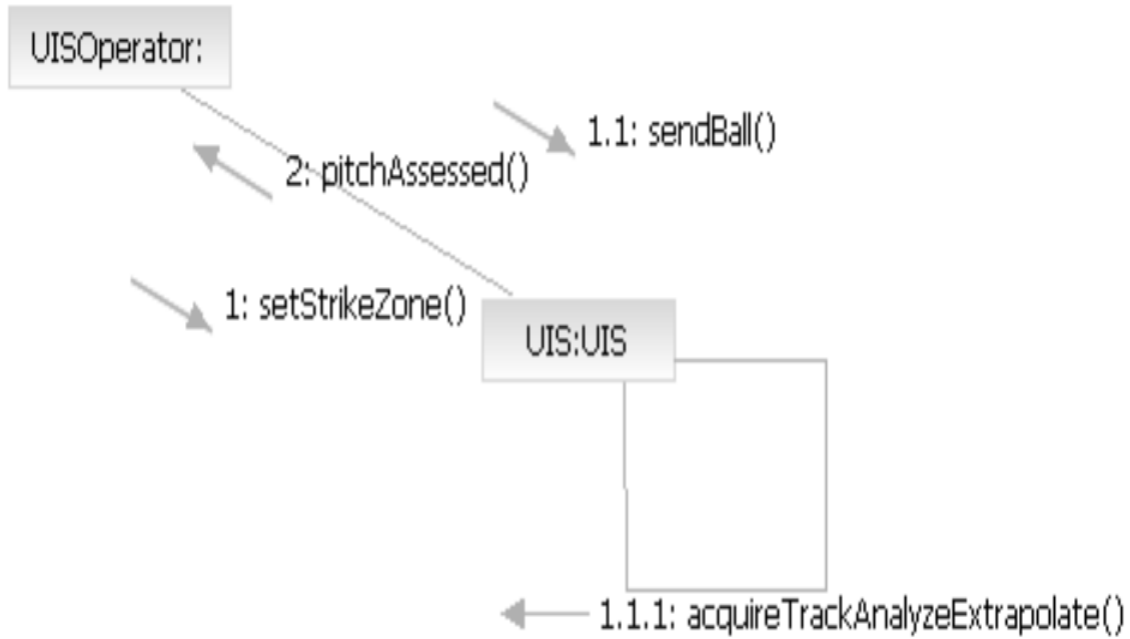 UISOperator:
1.1: sendBall()
2: pitchAssessed()
1: setStrikeZone()
UIS:UIS
1.1.1: acquireTrackAnalyzeExtrapolate()